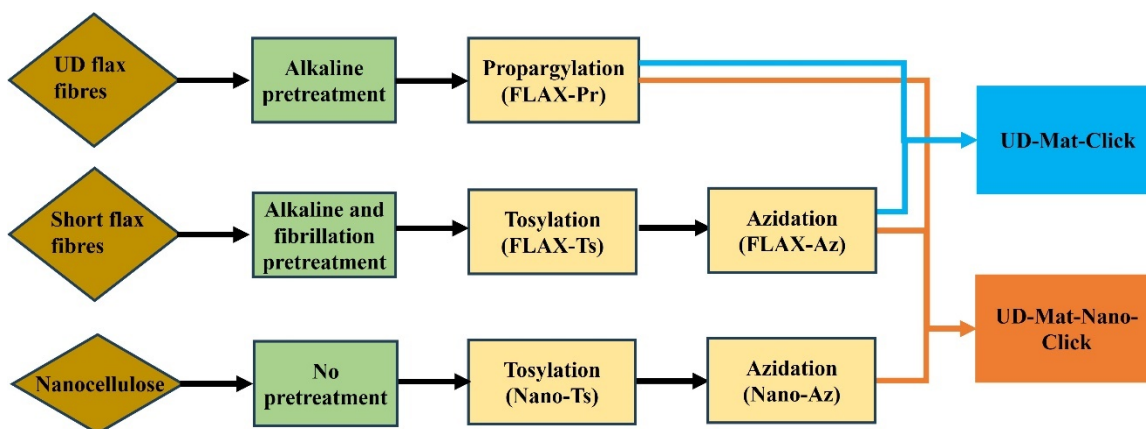 UD flax
fibres
Alkaline
pretreatment
Propargylation
(FLAX-Pr)
UD-Mat-Click
Short flax
fibres
Alkaline and
fibrillation
pretreatment
Tosylation
(FLAX-Ts)
Azidation
(FLAX-Az)
UD-Mat-Nano-
Click
Nanocellulose
No
pretreatment
Tosylation
(Nano-Ts)
Azidation
(Nano-Az)